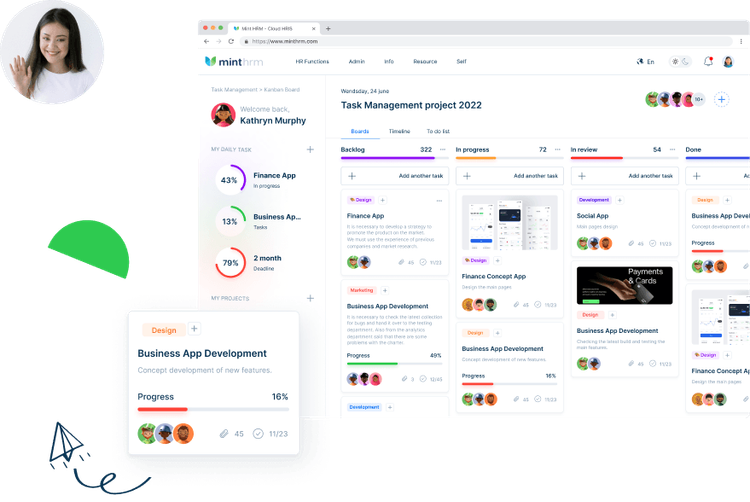 Mint HRM - Cloud HRIS
https://www.minthrm.com
minthrm
HR Functions
Admin
Info
Resource
Self
En
Task Management > Kanban Board
Welcome back,
Kathryn Murphy
MY DAILY TASK
43%
Finance App
In progress
13%
Business Ap...
Tasks
79%
2 month
Deadline
MY PROJECTS
Design
Business App Development
Concept development of new features.
Progress 16%
45 11/23
Wenduday, 24 june
Task Management project 2022
10+
Boards
Timeline
To do list
Backlog 322
Add another task
Design
Finance App
It is necessary to develop a strategy to
promote the product on the market.
We must use the experience of previous
companies and market research.
45 11/23
Marketing
Business App Development
It is necessary to check the latest collection
for bugs and hand it over to the testing
department. Also from the analytics
department said that there are some
problems with the charter.
Progress 49%
2 12/45
Development
In progress 72
Add another task
Design
Finance Concept App
Design the main pages
45 11/23
Design
Business App Development
Concept development of new features.
Progress 16%
45 11/23
In review 54
Add another task
Development
Social App
Main pages design
45 11/23
Payments
& Cards
Design
Business App Development
Checking the latest build and testing the
main features.
45 11/23
Done
Add another
Design
Business App Deve
Concept development of n
Progress
45
Design
Finance Concept Ap
Design the main pages
45